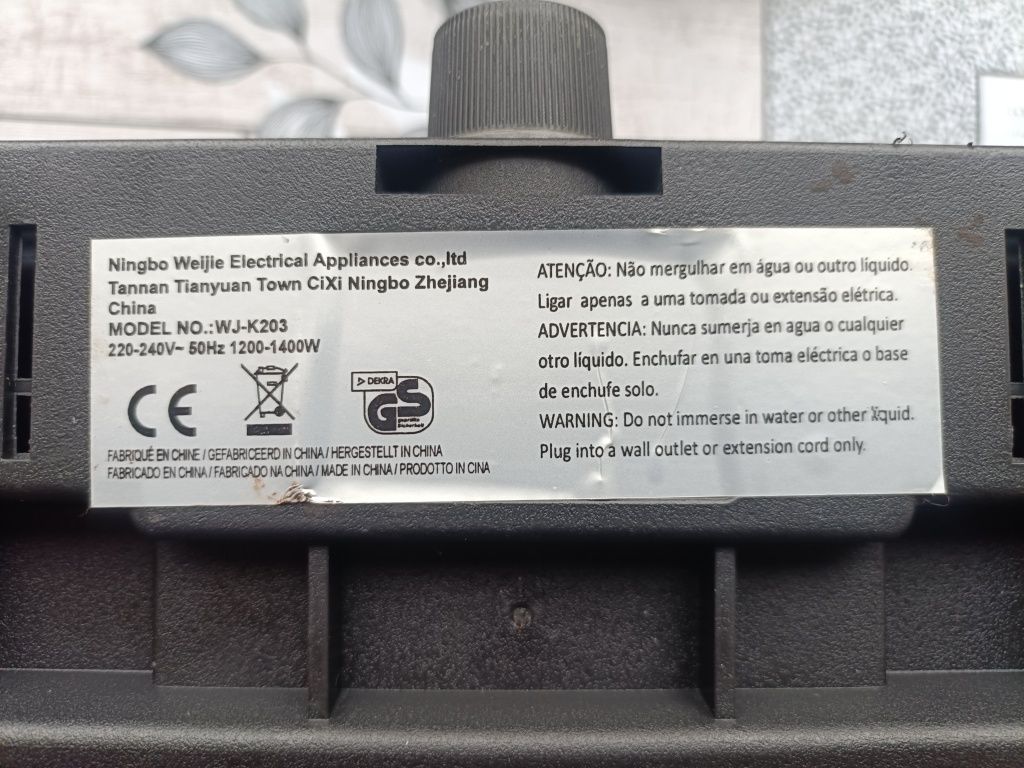 Ningbo Weijie Electrical Appliances co.,ltd
Tannan Tianyuan Town CiXi Ningbo Zhejiang
China
MODEL NO.:WJ-K203
220-240V~ 50Hz 1200-1400W
CE
DEKRA
GS
geprüfte
Sicherheit
FABRIQUÉ EN CHINE / GEFABRICEERD IN CHINA / HERGESTELLT IN CHINA
FABRICADO EN CHINA / FABRICADO NA CHINA / MADE IN CHINA / PRODOTTO IN CINA
ATENÇÃO: Não mergulhar em água ou outro líquido.
Ligar apenas a uma tomada ou extensão elétrica.
ADVERTENCIA: Nunca sumerja en agua o cualquier
otro líquido. Enchufar en una toma eléctrica o base
de enchufe solo.
WARNING: Do not immerse in water or other liquid.
Plug into a wall outlet or extension cord only.